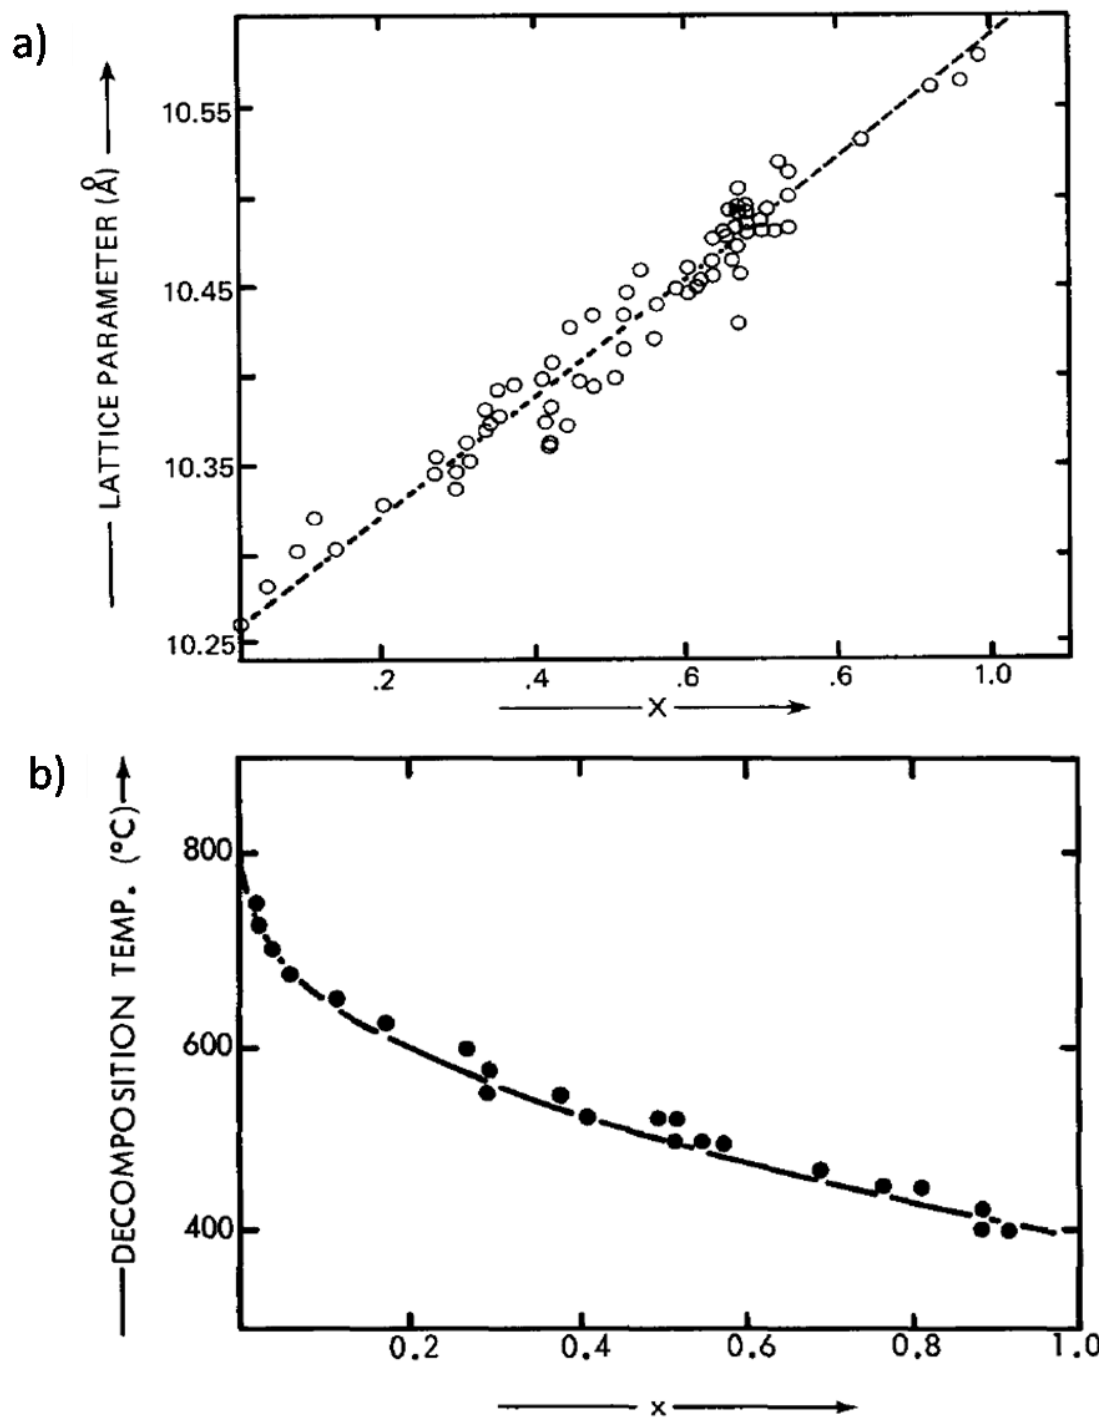 a)
LATTICE PARAMETER (Å)
10.55
10.45
10.35
10.25
.2 .4 .6 .6 1.0
X
b)
DECOMPOSITION TEMP. (°C)
800
600
400
0.2 0.4 0.6 0.8 1.0
x